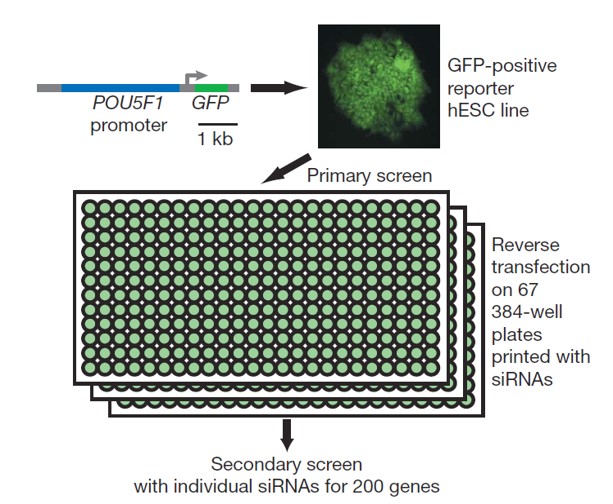 POU5F1 GFP
promoter
1 kb
GFP-positive
reporter
hESC line
Primary screen
Reverse
transfection
on 67
384-well
plates
printed with
siRNAs
Secondary screen
with individual siRNAs for 200 genes